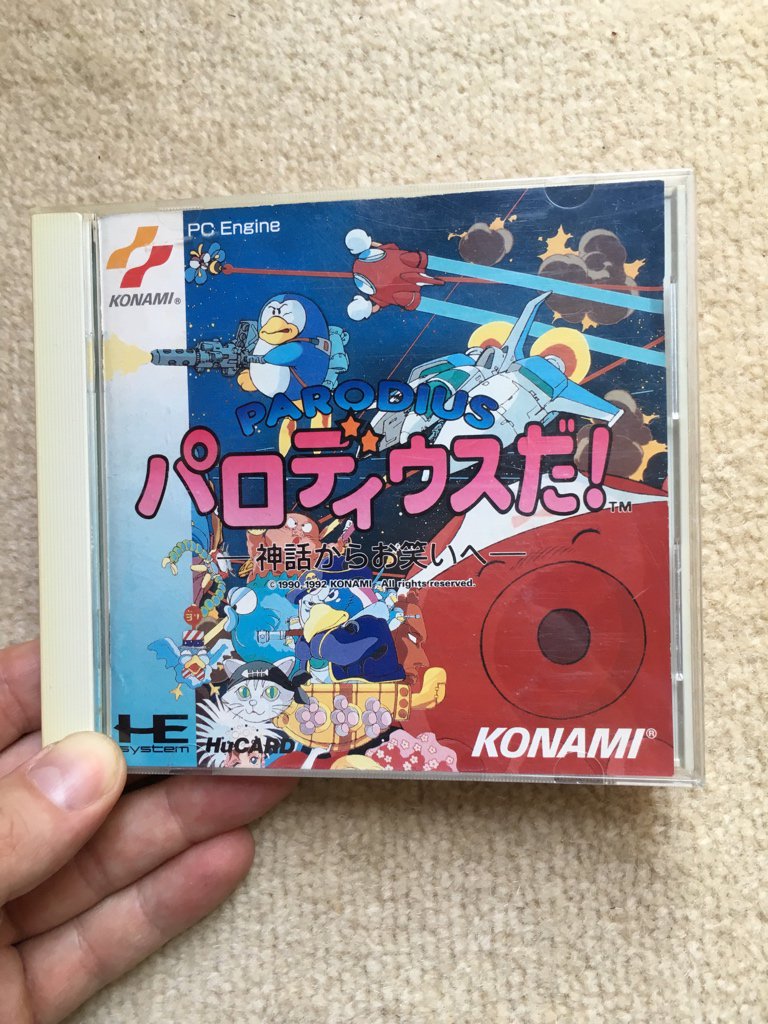 PC Engine
KONAMI®
PARODIUS
パロディウスだ!™
—神話からお笑いへ—
© 1990, 1992 KONAMI. All rights reserved.
HE
system
HuCARD
KONAMI®